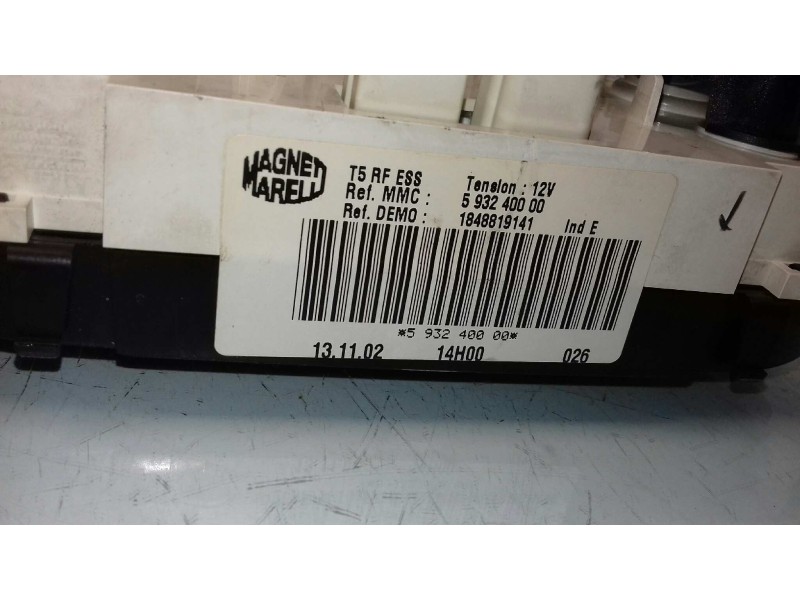 MAGNETI
MARELLI
T5 RF ESS Tension : 12V
Ref. MMC : 5 932 400 00
Ref. DEMO : 1848819141 Ind E
*5 932 400 00*
13.11.02 14H00 026